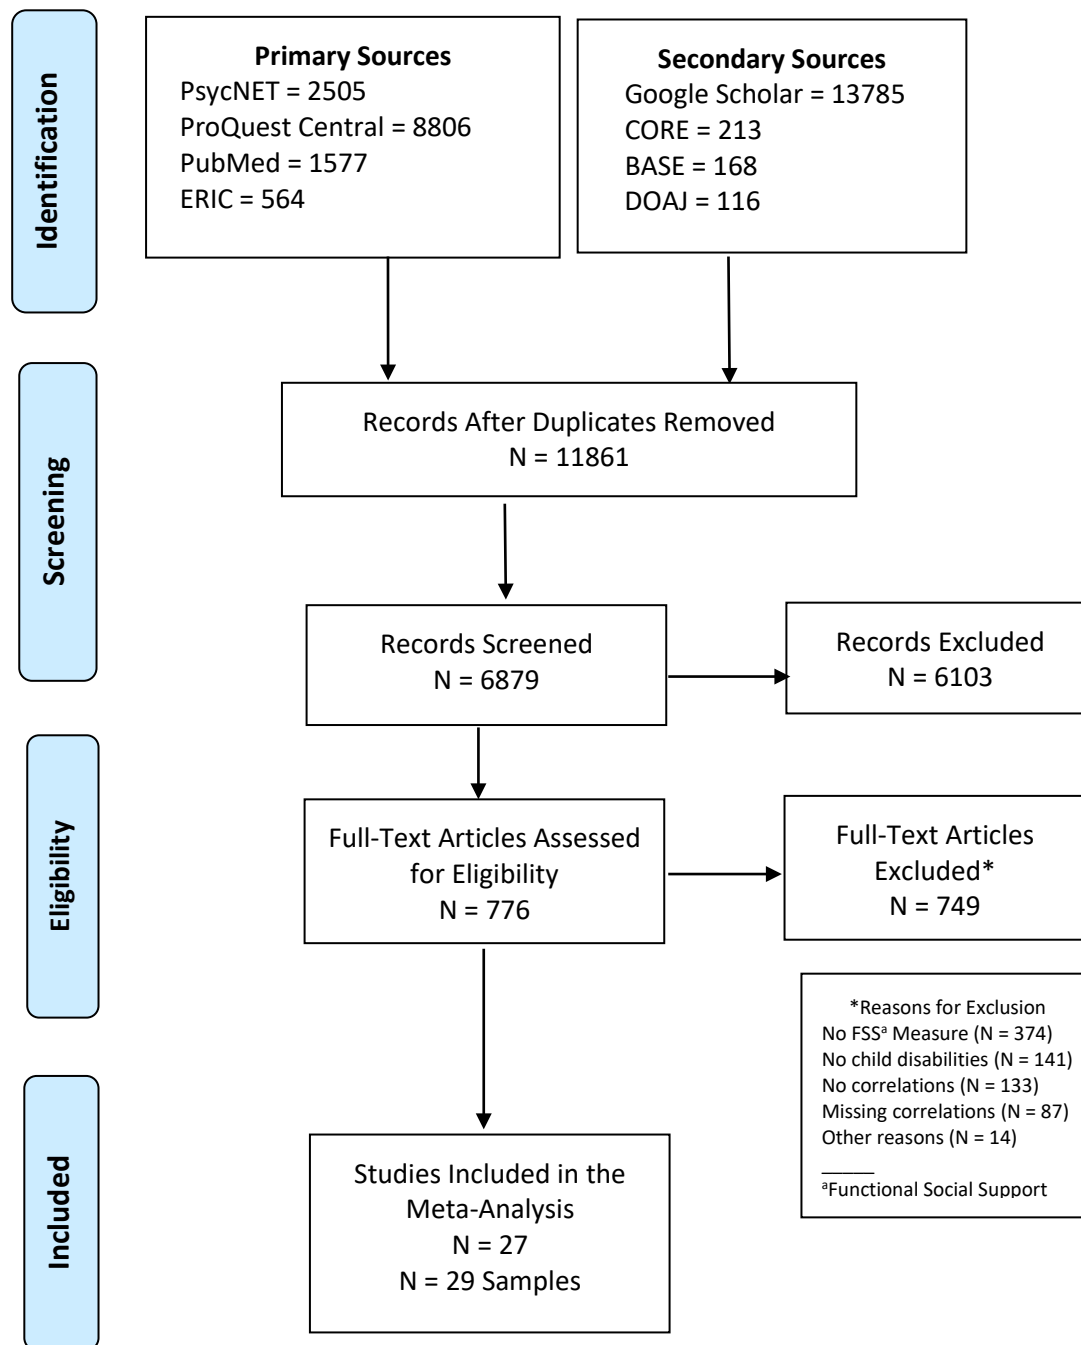 Identification
Primary Sources
PsycNET = 2505
ProQuest Central = 8806
PubMed = 1577
ERIC = 564
Secondary Sources
Google Scholar = 13785
CORE = 213
BASE = 168
DOAJ = 116
Screening
Records After Duplicates Removed
N = 11861
Records Screened
N = 6879
Records Excluded
N = 6103
Eligibility
Full-Text Articles Assessed
for Eligibility
N = 776
Full-Text Articles
Excluded*
N = 749
*Reasons for Exclusion
No FSSᵃ Measure (N = 374)
No child disabilities (N = 141)
No correlations (N = 133)
Missing correlations (N = 87)
Other reasons (N = 14)
_____
ᵃFunctional Social Support
Included
Studies Included in the
Meta-Analysis
N = 27
N = 29 Samples